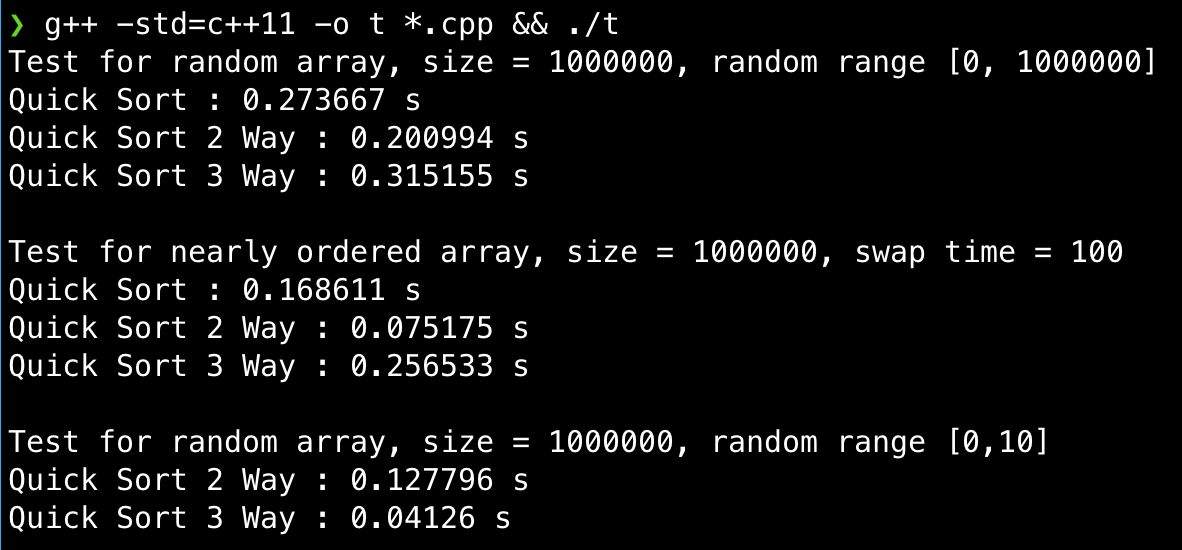 ❯ g++ -std=c++11 -o t *.cpp && ./t
Test for random array, size = 1000000, random range [0, 1000000]
Quick Sort : 0.273667 s
Quick Sort 2 Way : 0.200994 s
Quick Sort 3 Way : 0.315155 s
Test for nearly ordered array, size = 1000000, swap time = 100
Quick Sort : 0.168611 s
Quick Sort 2 Way : 0.075175 s
Quick Sort 3 Way : 0.256533 s
Test for random array, size = 1000000, random range [0,10]
Quick Sort 2 Way : 0.127796 s
Quick Sort 3 Way : 0.04126 s